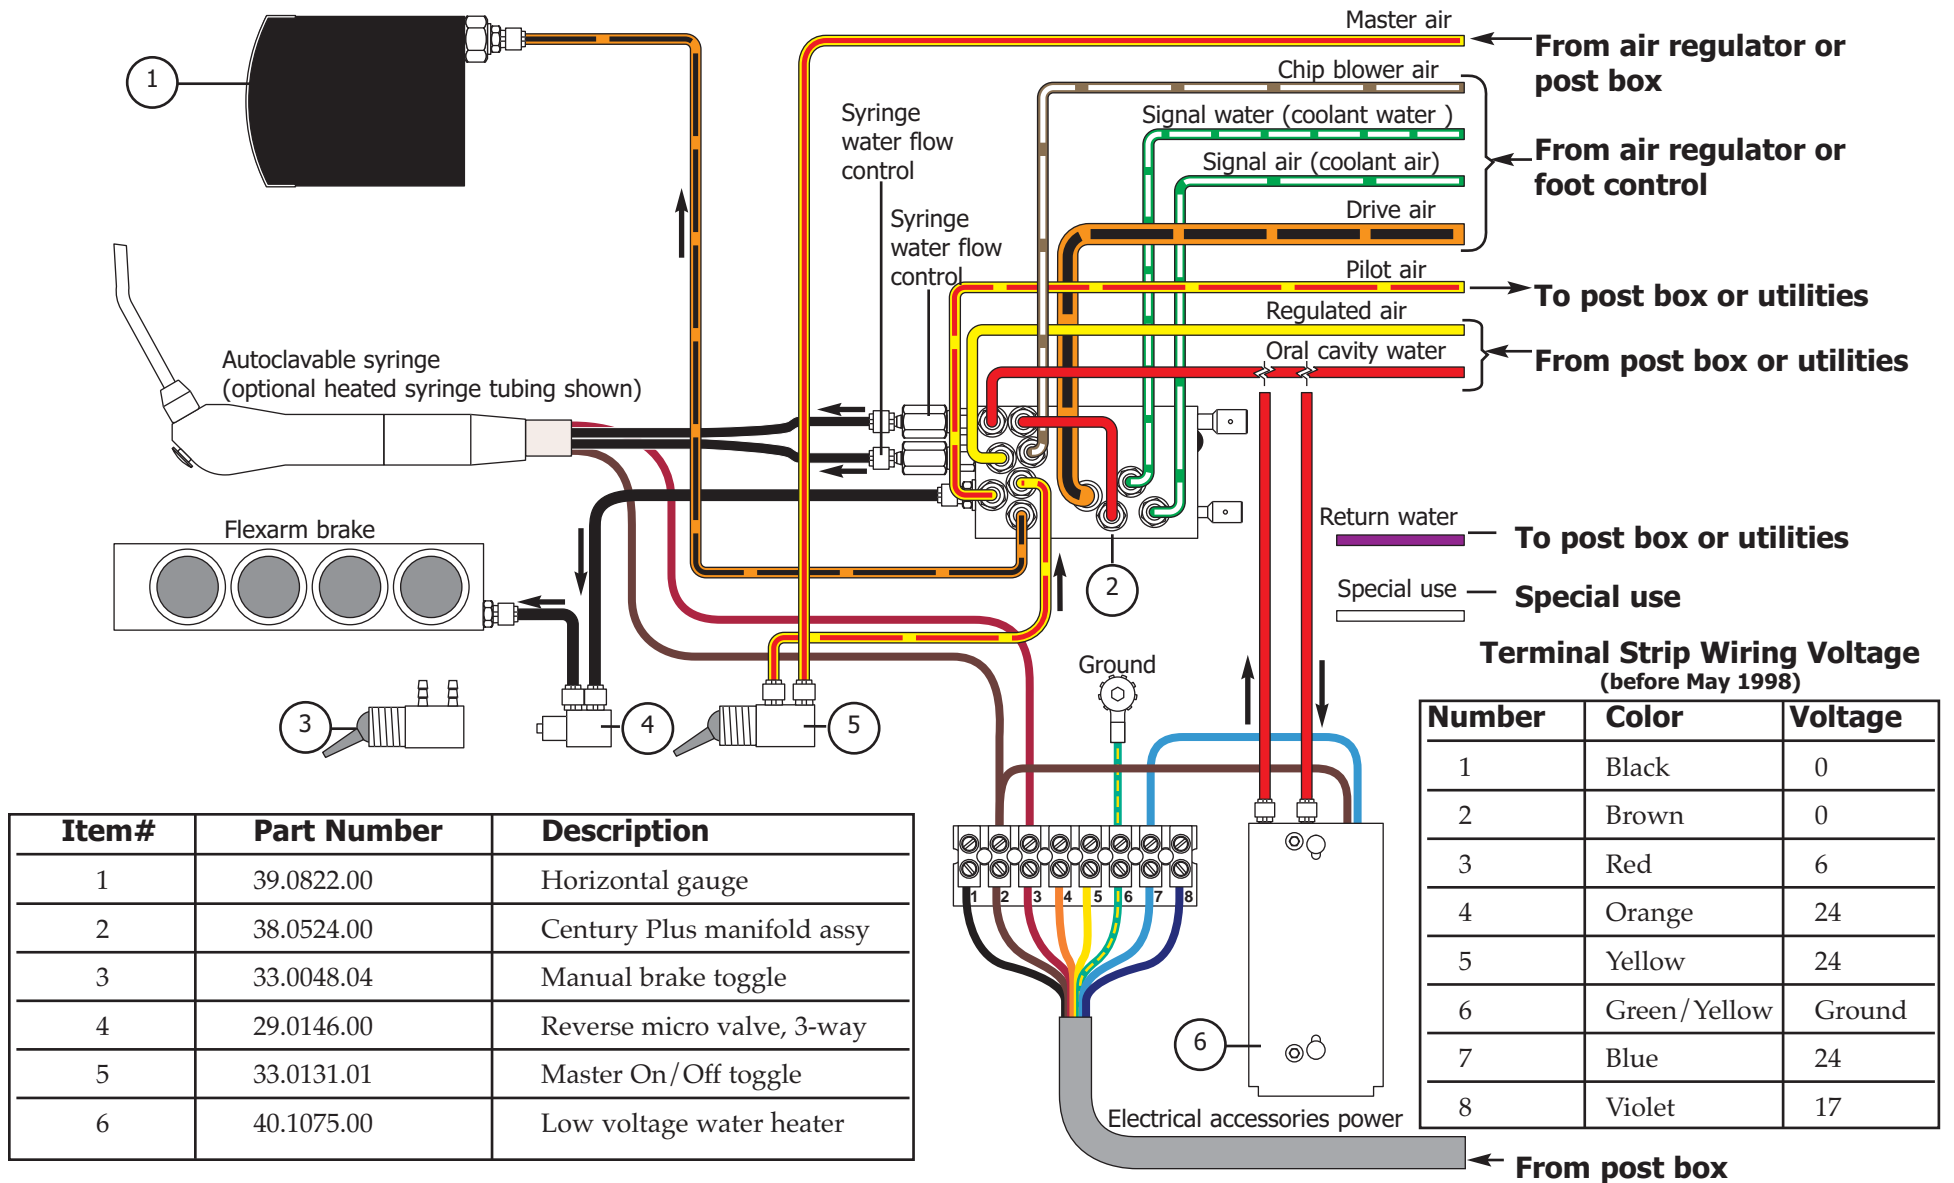 Master air
From air regulator or
post box
Chip blower air
Signal water (coolant water )
Signal air (coolant air)
From air regulator or
foot control
Drive air
Pilot air
To post box or utilities
Regulated air
Oral cavity water
From post box or utilities
1
Syringe
water flow
control
Syringe
water flow
control
Autoclavable syringe
(optional heated syringe tubing shown)
Flexarm brake
2
Return water
To post box or utilities
Special use
Special use
3
4
5
Ground
Terminal Strip Wiring Voltage
(before May 1998)
Number Color Voltage
1 Black 0
2 Brown 0
3 Red 6
4 Orange 24
5 Yellow 24
6 Green/Yellow Ground
7 Blue 24
8 Violet 17
Item# Part Number Description
1 39.0822.00 Horizontal gauge
2 38.0524.00 Century Plus manifold assy
3 33.0048.04 Manual brake toggle
4 29.0146.00 Reverse micro valve, 3-way
5 33.0131.01 Master On/Off toggle
6 40.1075.00 Low voltage water heater
1 2 3 4 5 6 7 8
6
Electrical accessories power
From post box